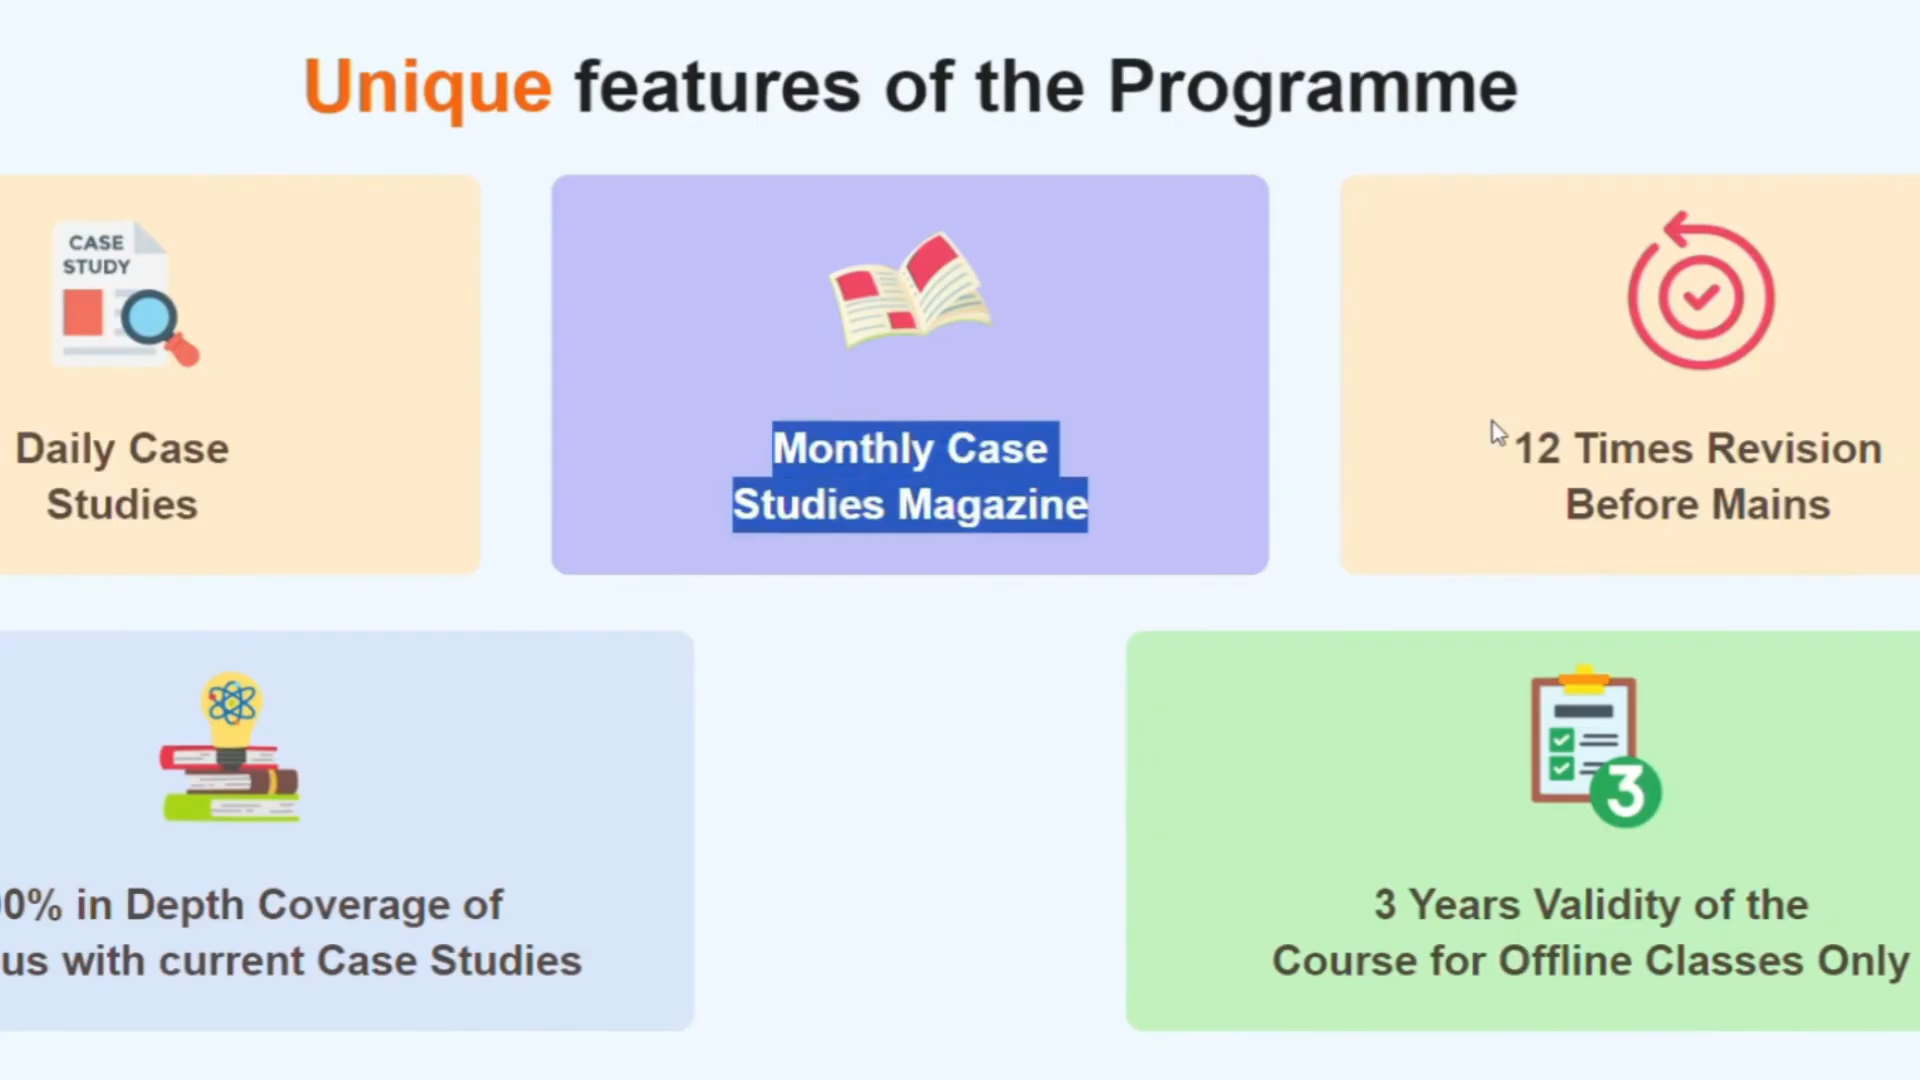 Unique features of the Programme
CASE
STUDY
Daily Case
Studies
Monthly Case
Studies Magazine
12 Times Revision
Before Mains
0% in Depth Coverage of
us with current Case Studies
3
3 Years Validity of the
Course for Offline Classes Only